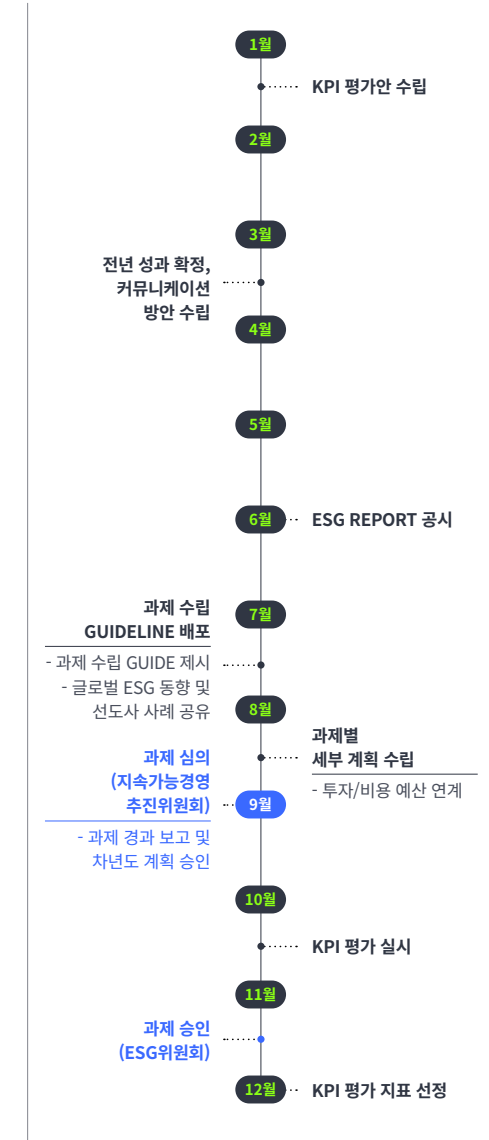 1월
KPI 평가안 수립
2월
3월
전년 성과 확정,
커뮤니케이션
방안 수립
4월
5월
6월
ESG REPORT 공시
과제 수립
GUIDELINE 배포
- 과제 수립 GUIDE 제시
- 글로벌 ESG 동향 및
선도사 사례 공유
7월
8월
과제별
세부 계획 수립
- 투자/비용 예산 연계
과제 심의
(지속가능경영
추진위원회)
- 과제 경과 보고 및
차년도 계획 승인
9월
10월
KPI 평가 실시
11월
과제 승인
(ESG위원회)
12월
KPI 평가 지표 선정